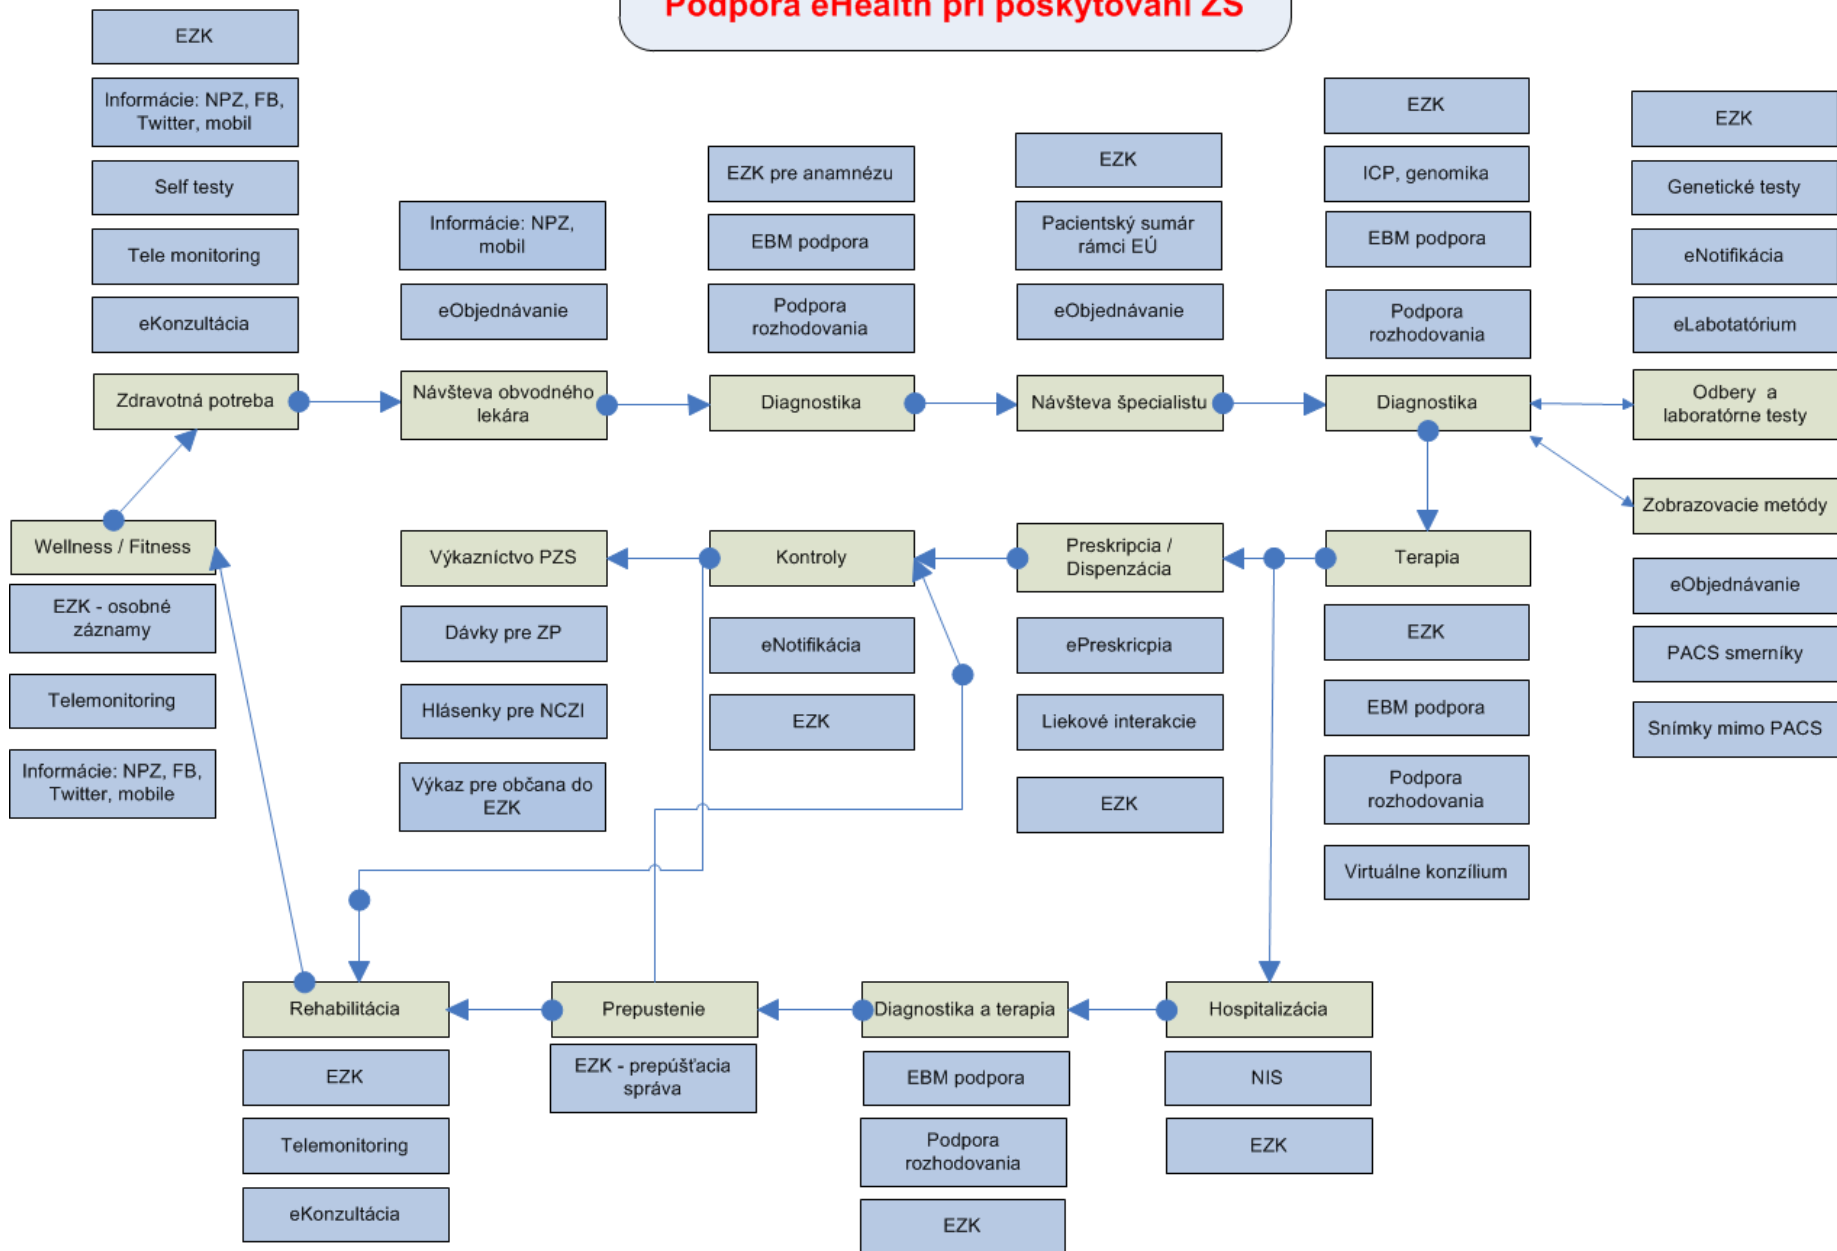 Podpora eHealth pri poskytovaní ZS
EZK
Informácie: NPZ, FB,
Twitter, mobil
Self testy
Tele monitoring
eKonzultácia
Zdravotná potreba
Informácie: NPZ,
mobil
eObjednávanie
Návšteva obvodného
lekára
EZK pre anamnézu
EBM podpora
Podpora
rozhodovania
Diagnostika
EZK
Pacientský sumár
rámci EÚ
eObjednávanie
Návšteva špecialistu
EZK
ICP, genomika
EBM podpora
Podpora
rozhodovania
Diagnostika
EZK
Genetické testy
eNotifikácia
eLabotatórium
Odbery a
laboratórne testy
Zobrazovacie metódy
eObjednávanie
PACS smerníky
Snímky mimo PACS
Wellness / Fitness
EZK - osobné
záznamy
Telemonitoring
Informácie: NPZ, FB,
Twitter, mobile
Výkazníctvo PZS
Dávky pre ZP
Hlásenky pre NCZI
Výkaz pre občana do
EZK
Kontroly
eNotifikácia
EZK
Preskripcia /
Dispenzácia
ePreskricpia
Liekové interakcie
EZK
Terapia
EZK
EBM podpora
Podpora
rozhodovania
Virtuálne konzílium
Rehabilitácia
EZK
Telemonitoring
eKonzultácia
Prepustenie
EZK - prepúšťacia
správa
Diagnostika a terapia
EBM podpora
Podpora
rozhodovania
EZK
Hospitalizácia
NIS
EZK